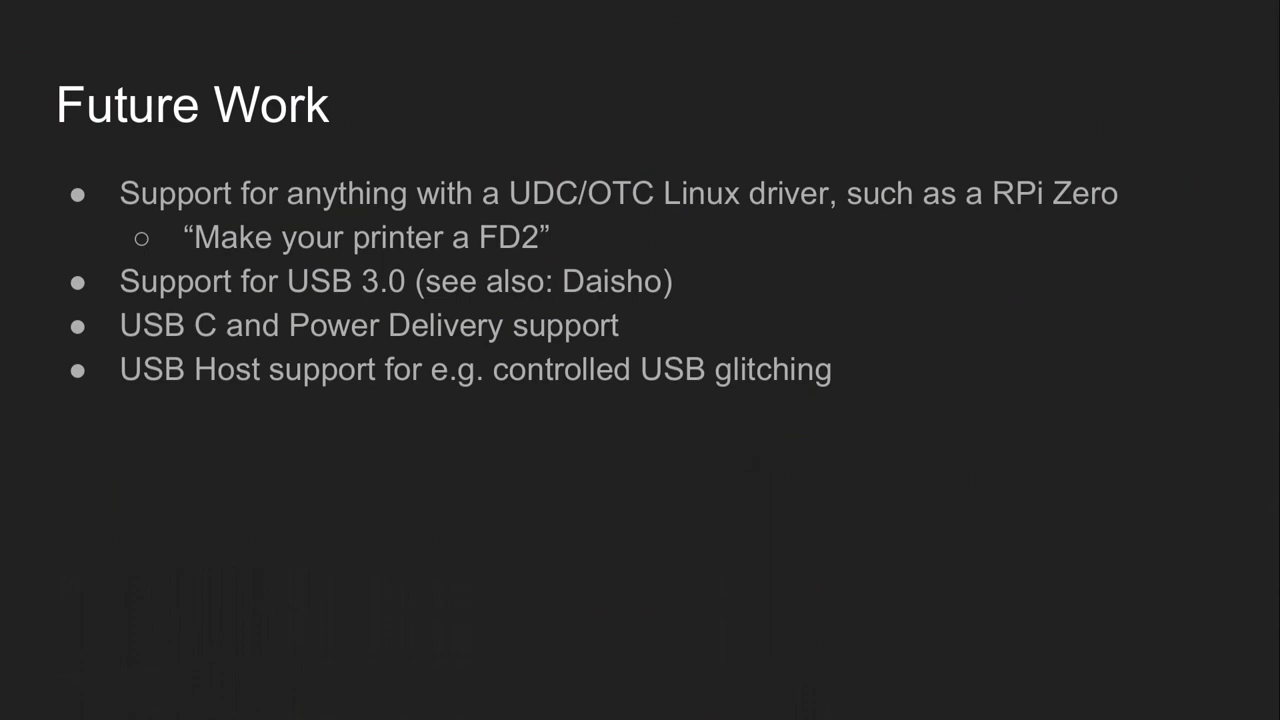 Future Work
● Support for anything with a UDC/OTC Linux driver, such as a RPi Zero
○ “Make your printer a FD2”
● Support for USB 3.0 (see also: Daisho)
● USB C and Power Delivery support
● USB Host support for e.g. controlled USB glitching